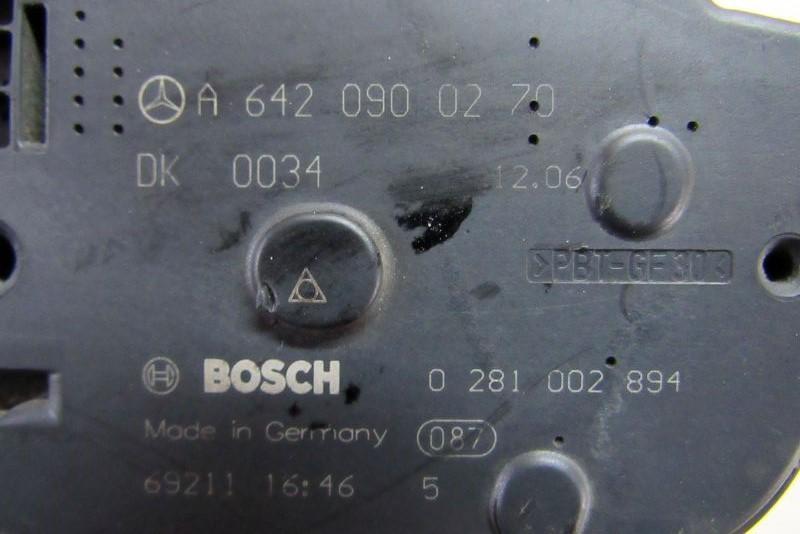 A 642 090 02 70
DK 0034 12.06
>PBT-GF30<
BOSCH 0 281 002 894
Made in Germany 087
69211 16:46 5